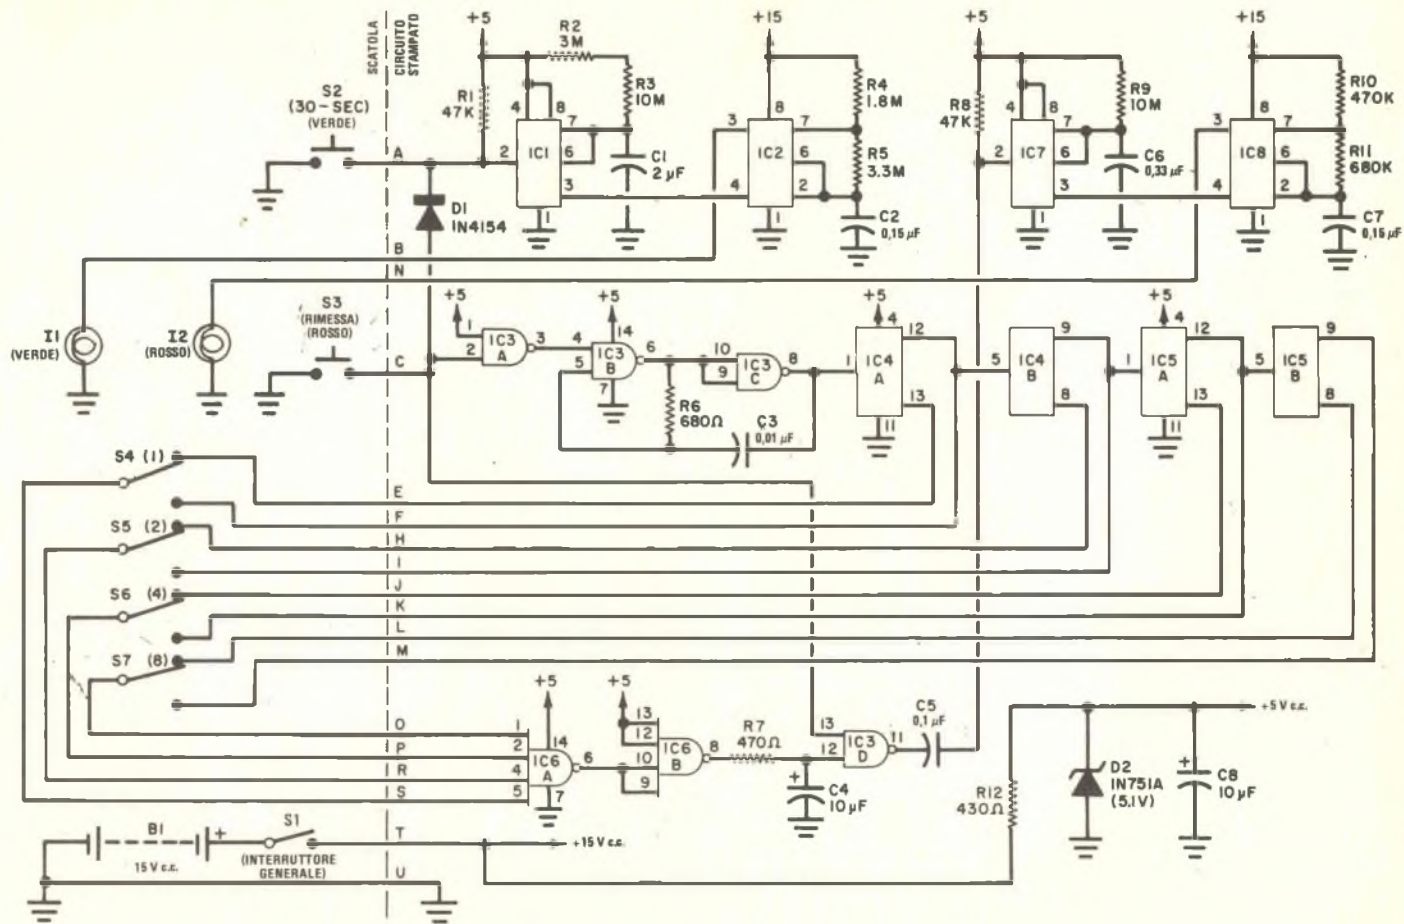 SCATOLA
CIRCUITO
STAMPATO
S2
(30-SEC)
(VERDE)
A
+5
R1
47K
R2
3M
R3
10M
4
8
2
IC1
7
6
3
1
C1
2 µF
D1
IN4154
+15
8
3
IC2
7
6
2
4
1
R4
1.8M
R5
3.3M
C2
0,15 µF
+5
R8
47K
4
8
2
IC7
7
6
3
1
R9
10M
C6
0,33 µF
+15
8
3
IC8
7
6
2
4
1
R10
470K
R11
680K
C7
0,15 µF
B
N
I1
(VERDE)
I2
(ROSSO)
S3
(RIMESSA)
(ROSSO)
C
+5
1
2
IC3
A
3
+5
14
4
5
IC3
B
6
7
10
9
IC3
C
8
R6
680Ω
C3
0,01 µF
+5
4
1
IC4
A
12
13
11
5
IC4
B
9
8
+5
4
1
IC5
A
12
13
11
5
IC5
B
9
8
S4 (1)
E
F
S5 (2)
H
I
S6 (4)
J
K
S7 (8)
L
M
O
P
R
S
+5
1
2
4
5
14
IC6
A
6
7
+5
13
12
10
9
IC6
B
8
R7
470Ω
C4
10µF
+
13
12
IC3
D
11
C5
0,1 µF
R12
430Ω
+5V c.c.
D2
IN751A
(5.1V)
+
C8
10µF
B1
15 V c.c.
+
S1
(INTERRUTTORE
GENERALE)
T
+15 V c.c.
U